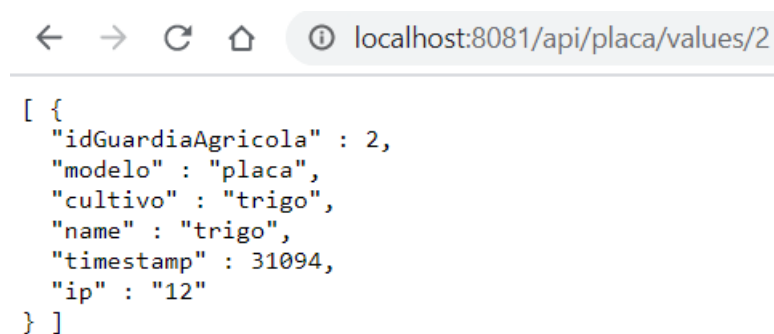 localhost:8081/api/placa/values/2
[ {
  "idGuardiaAgricola" : 2,
  "modelo" : "placa",
  "cultivo" : "trigo",
  "name" : "trigo",
  "timestamp" : 31094,
  "ip" : "12"
} ]